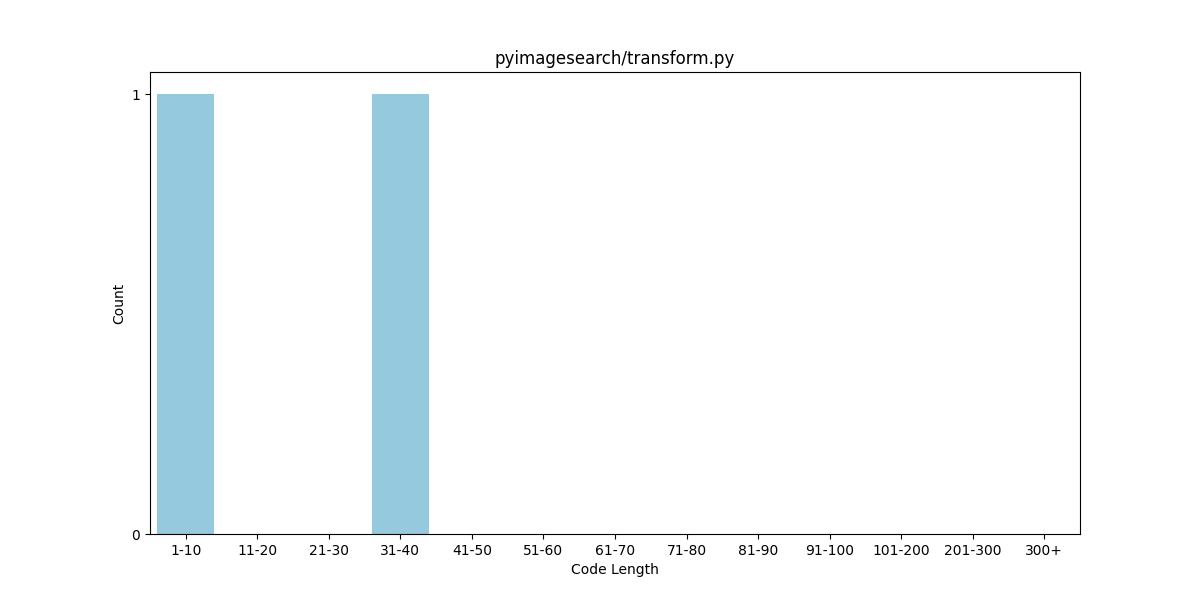 pyimagesearch/transform.py
1
Count
0
1-10 11-20 21-30 31-40 41-50 51-60 61-70 71-80 81-90 91-100 101-200 201-300 300+
Code Length